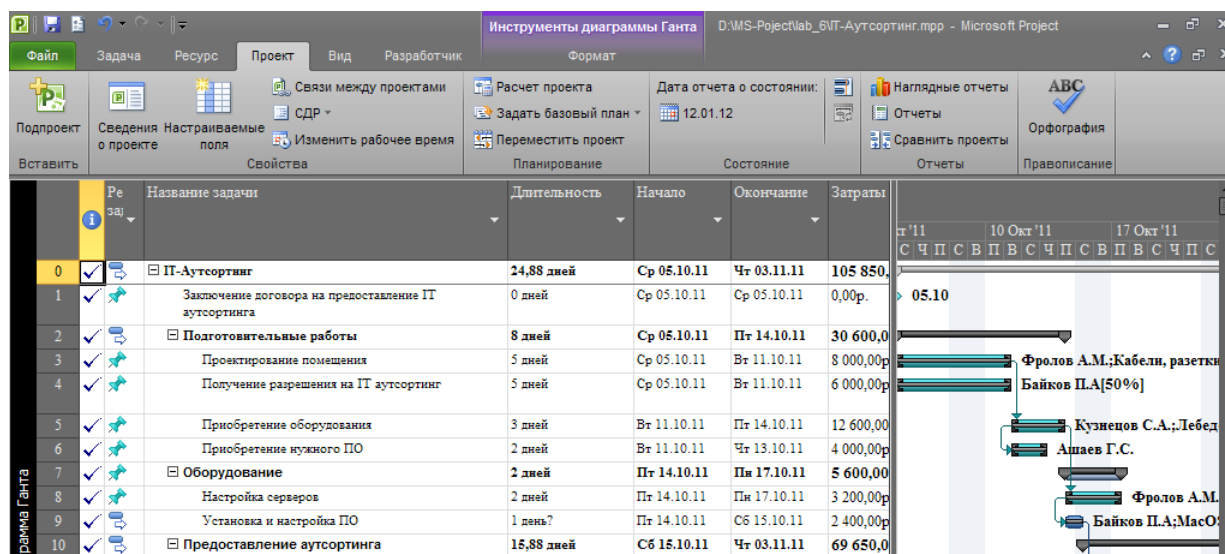 Инструменты диаграммы Ганта
D:\MS-Poject\lab_6\IT-Аутсортинг.mpp - Microsoft Project
Файл Задача Ресурс Проект Вид Разработчик Формат
Подпроект
Вставить
Сведения о проекте
Настраиваемые поля
Связи между проектами
СДР
Изменить рабочее время
Свойства
Расчет проекта
Задать базовый план
Переместить проект
Планирование
Дата отчета о состоянии:
12.01.12
Состояние
Наглядные отчеты
Отчеты
Сравнить проекты
Отчеты
ABC
Орфография
Правописание
Ре Название задачи Длительность Начало Окончание Затраты
т '11 10 Окт '11 17 Окт '11
С Ч П С В П В С Ч П С В П В С Ч П С
0 IT-Аутсортинг 24,88 дней Ср 05.10.11 Чт 03.11.11 105 850,
1 Заключение договора на предоставление IT аутсортинга 0 дней Ср 05.10.11 Ср 05.10.11 0,00р. 05.10
2 Подготовительные работы 8 дней Ср 05.10.11 Пт 14.10.11 30 600,0
3 Проектирование помещения 5 дней Ср 05.10.11 Вт 11.10.11 8 000,00р Фролов А.М.;Кабели, разетки
4 Получение разрешения на IT аутсортинг 5 дней Ср 05.10.11 Вт 11.10.11 6 000,00р Байков П.А[50%]
5 Приобретение оборудования 3 дней Вт 11.10.11 Пт 14.10.11 12 600,00 Кузнецов С.А.;Лебед
6 Приобретение нужного ПО 2 дней Вт 11.10.11 Чт 13.10.11 4 000,00р Ашаев Г.С.
7 Оборудование 2 дней Пт 14.10.11 Пн 17.10.11 5 600,00
8 Настройка серверов 2 дней Пт 14.10.11 Пн 17.10.11 3 200,00р Фролов А.М.
9 Установка и настройка ПО 1 день? Пт 14.10.11 Сб 15.10.11 2 400,00р Байков П.А;MacOS
10 Предоставление аутсортинга 15,88 дней Сб 15.10.11 Чт 03.11.11 69 650,0
рамма Ганта